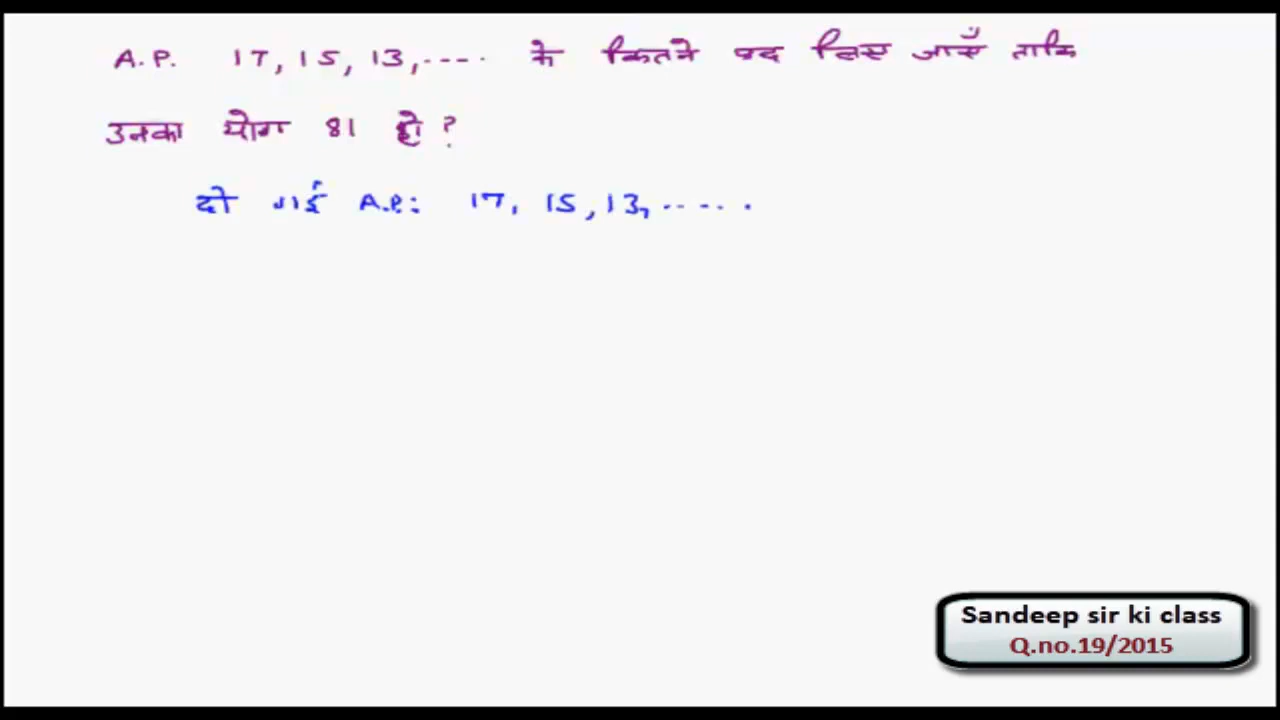 A.P. 17, 15, 13, ..... के कितने पद लिए जाएँ ताकि
उनका योग 81 हो ?
दी गई A.P.: 17, 15, 13, ......
Sandeep sir ki class
Q.no.19/2015